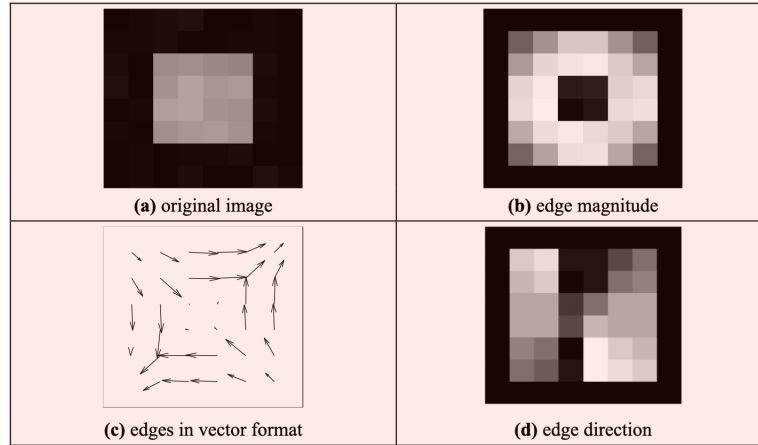 (a) original image
(b) edge magnitude
(c) edges in vector format
(d) edge direction